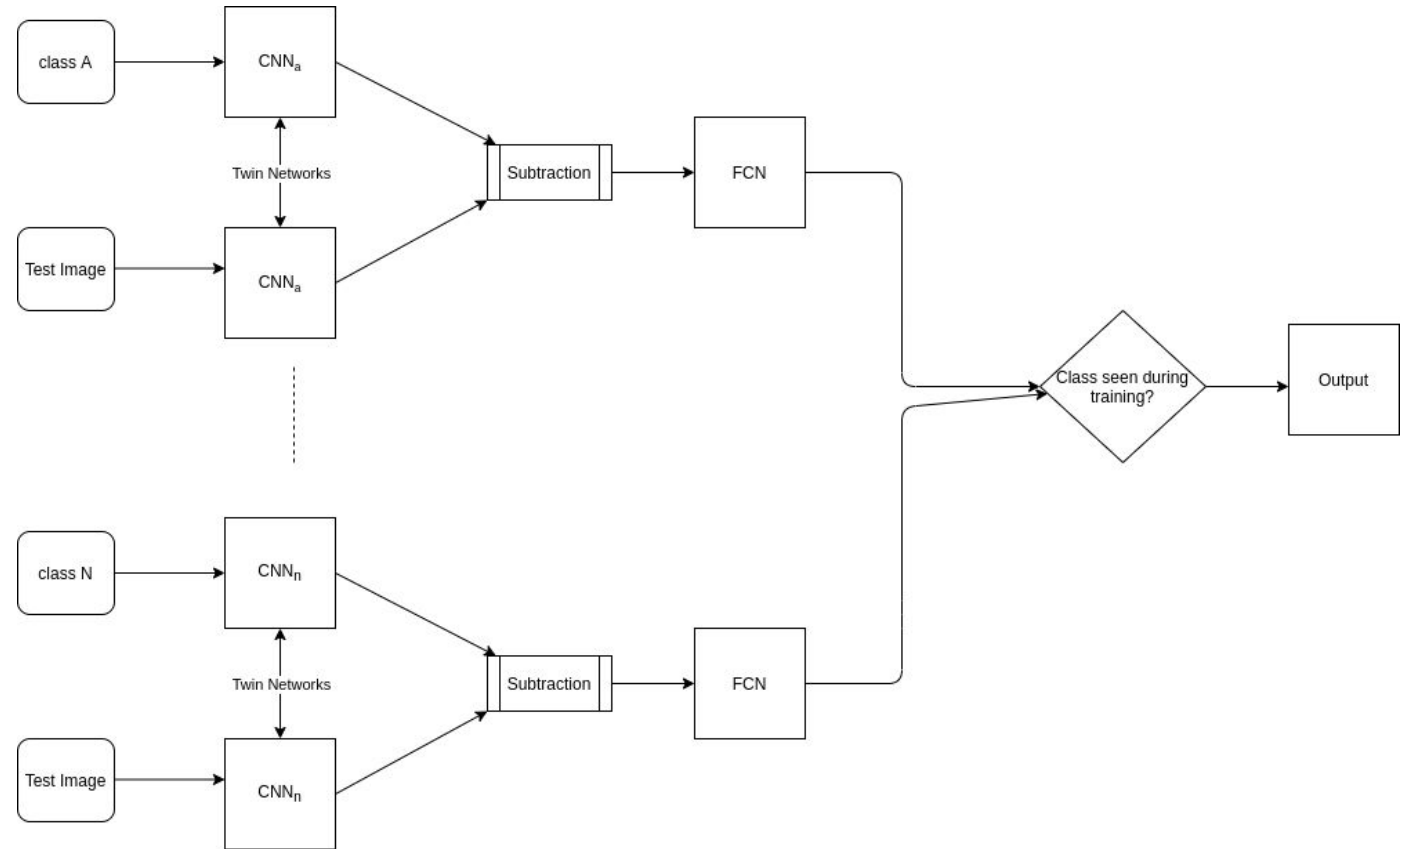 class A
CNNa
Twin Networks
Test Image
CNNa
Subtraction
FCN
Class seen during
training?
Output
class N
CNNn
Twin Networks
Test Image
CNNn
Subtraction
FCN